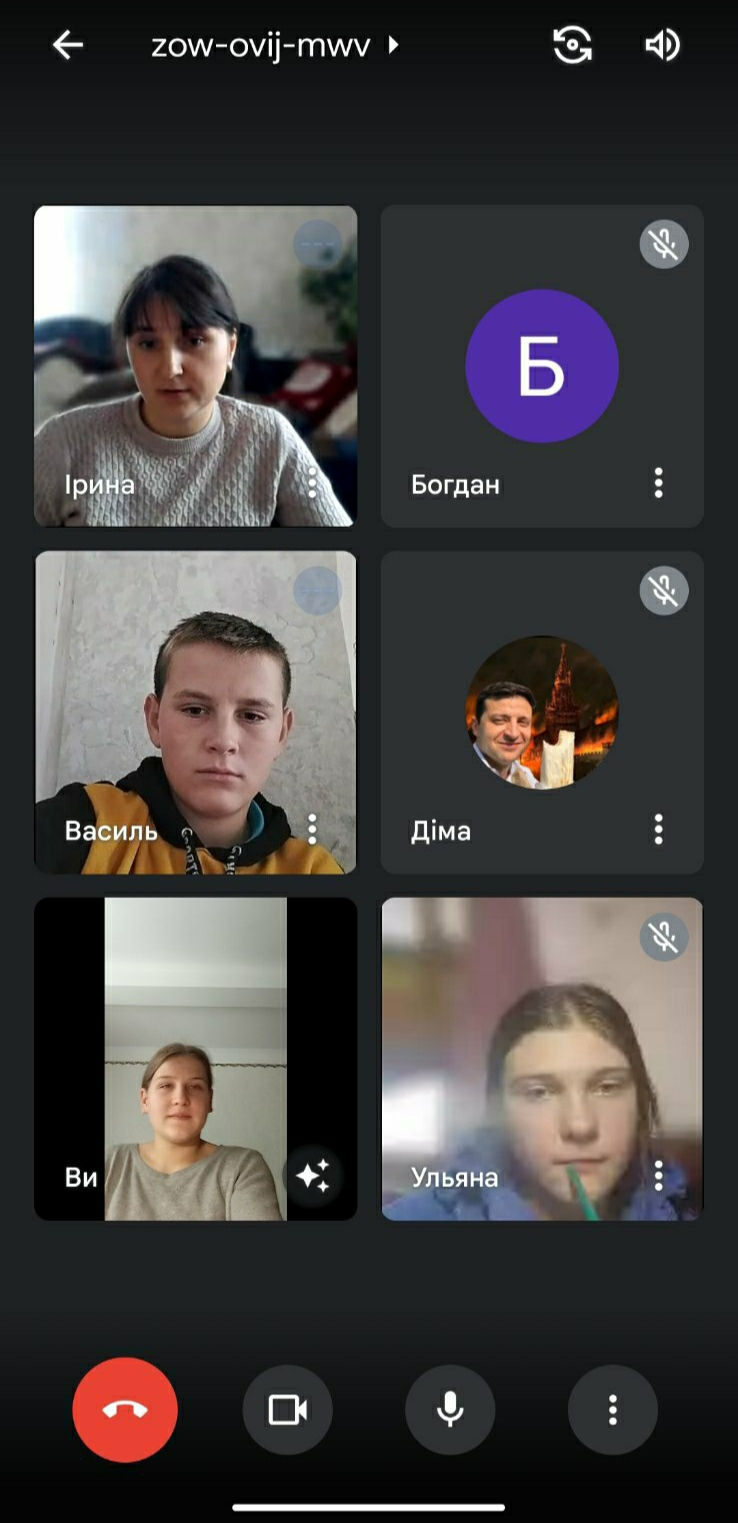 zow-ovij-mwv
Ірина
Б
Богдан
Василь
Діма
Ви
Ульяна